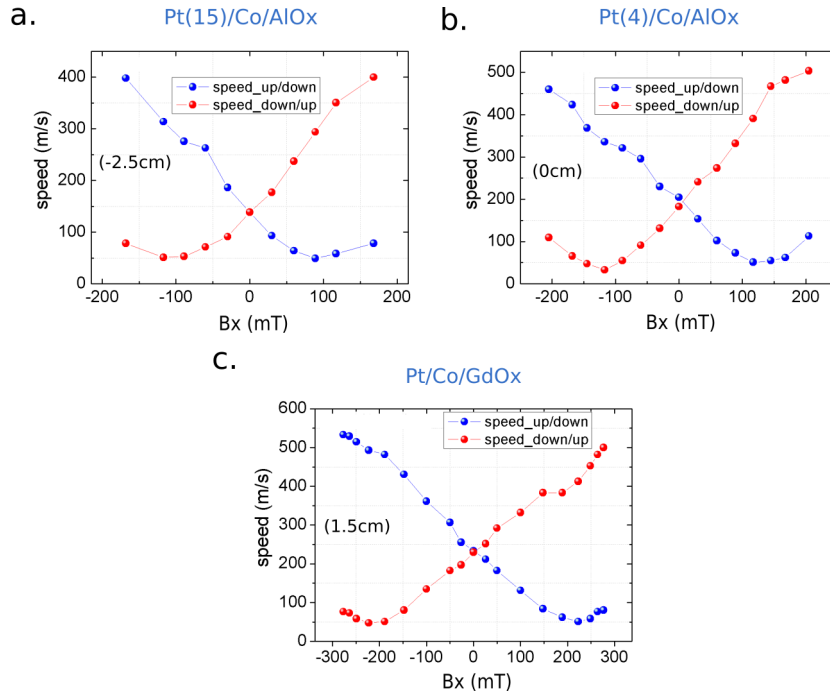 a.
Pt(15)/Co/AlOx
400
300
200
100
0
speed (m/s)
speed_up/down
speed_down/up
(-2.5cm)
-200 -100 0 100 200
Bx (mT)
b.
Pt(4)/Co/AlOx
500
400
300
200
100
0
speed (m/s)
speed_up/down
speed_down/up
(0cm)
-200 -100 0 100 200
Bx (mT)
c.
Pt/Co/GdOx
600
500
400
300
200
100
0
speed (m/s)
speed_up/down
speed_down/up
(1.5cm)
-300 -200 -100 0 100 200 300
Bx (mT)